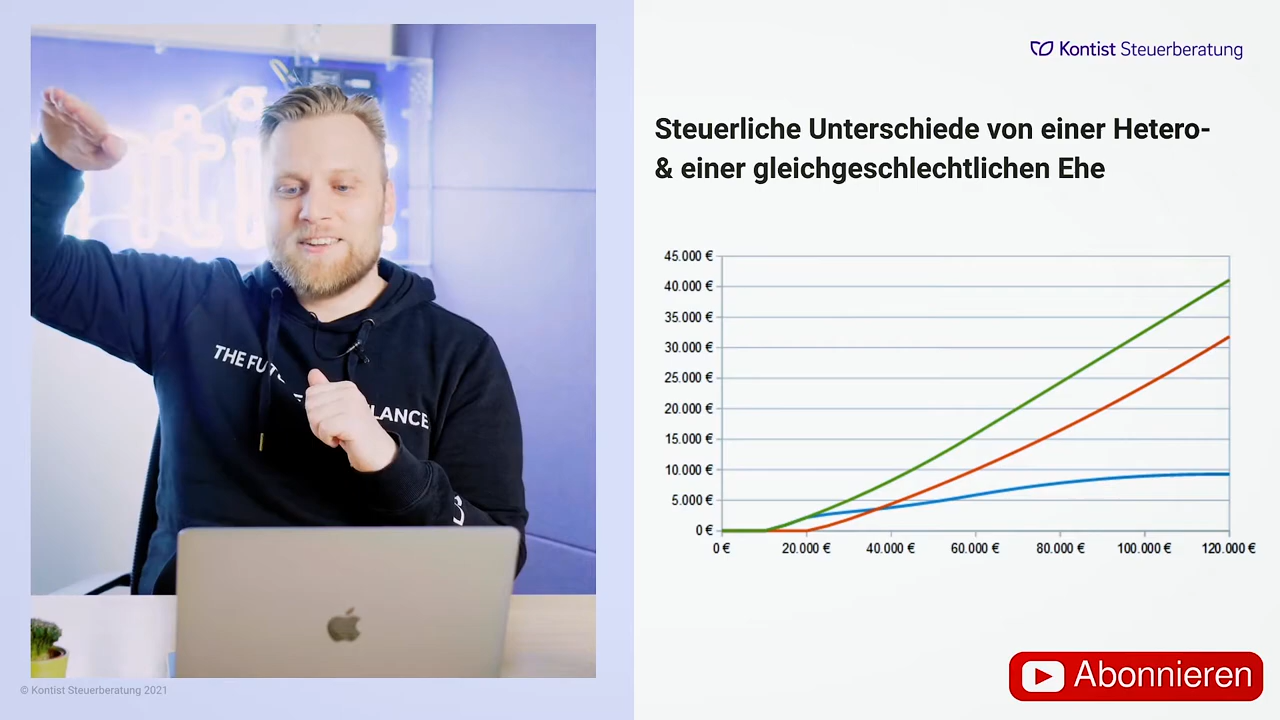 Kontist Steuerberatung
Steuerliche Unterschiede von einer Hetero-
& einer gleichgeschlechtlichen Ehe
45.000 €
40.000 €
35.000 €
30.000 €
25.000 €
20.000 €
15.000 €
10.000 €
5.000 €
0 €
0 € 20.000 € 40.000 € 60.000 € 80.000 € 100.000 € 120.000 €
THE FUT
LANCE
Abonnieren
© Kontist Steuerberatung 2021